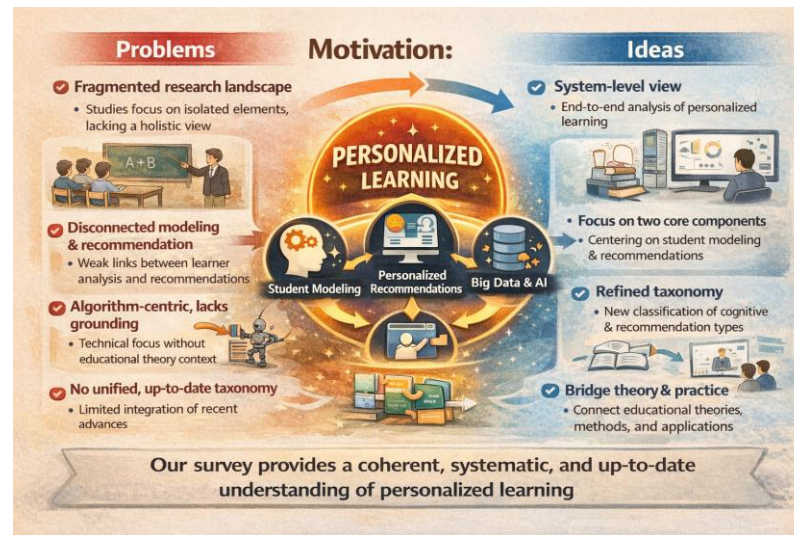 Problems
Motivation:
Ideas
Fragmented research landscape
• Studies focus on isolated elements,
lacking a holistic view
A+B
Disconnected modeling
& recommendation
• Weak links between learner
analysis and recommendations
Algorithm-centric, lacks
grounding
• Technical focus without
educational theory context
No unified, up-to-date taxonomy
• Limited integration of recent
advances
PERSONALIZED
LEARNING
Student Modeling
Personalized
Recommendations
Big Data & AI
System-level view
• End-to-end analysis of personalized
learning
• Focus on two core components
• Centering on student modeling
& recommendations
Refined taxonomy
• New classification of cognitive
& recommendation types
Bridge theory & practice
• Connect educational theories,
methods, and applications
Our survey provides a coherent, systematic, and up-to-date
understanding of personalized learning